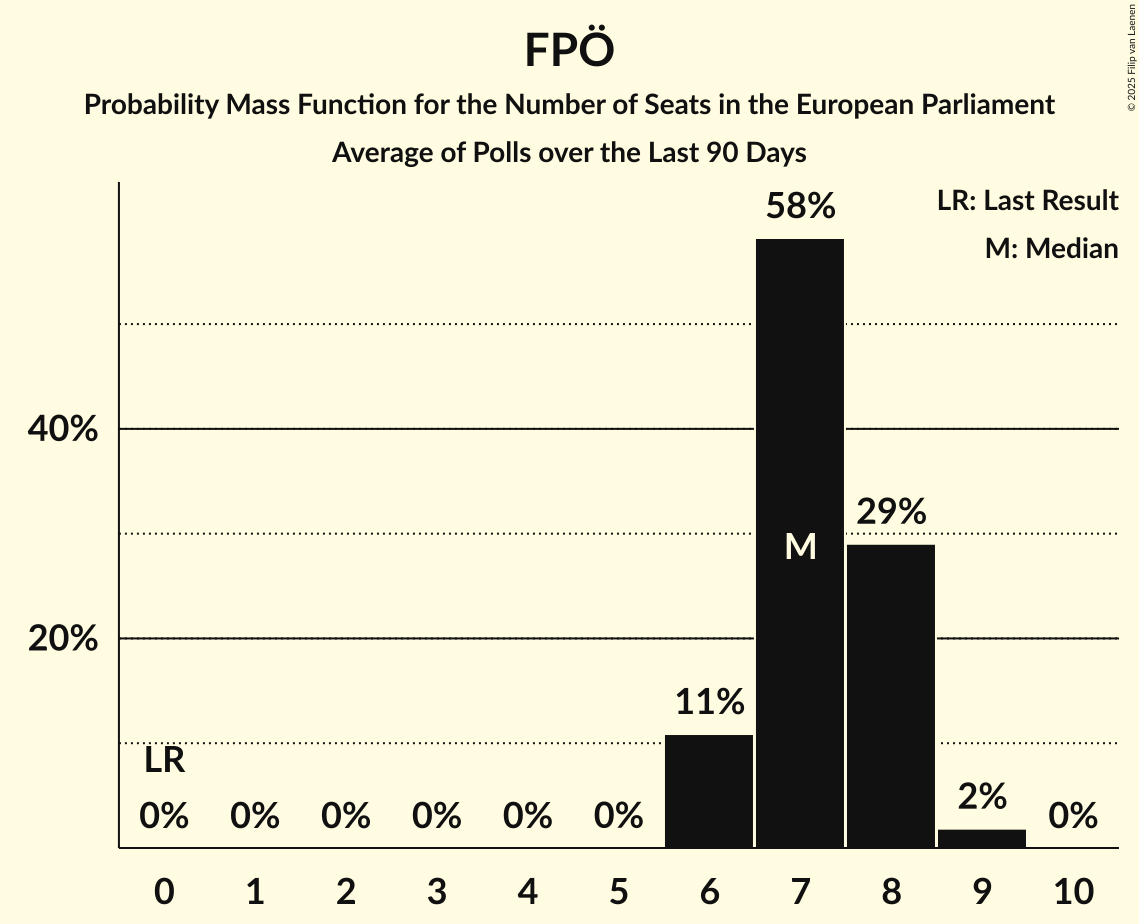 FPÖ
Probability Mass Function for the Number of Seats in the European Parliament
Average of Polls over the Last 90 Days
© 2025 Filip van Laenen
LR: Last Result
M: Median
58%
40%
29%
M
20%
11%
LR
2%
0% 0% 0% 0% 0% 0% 0%
0 1 2 3 4 5 6 7 8 9 10